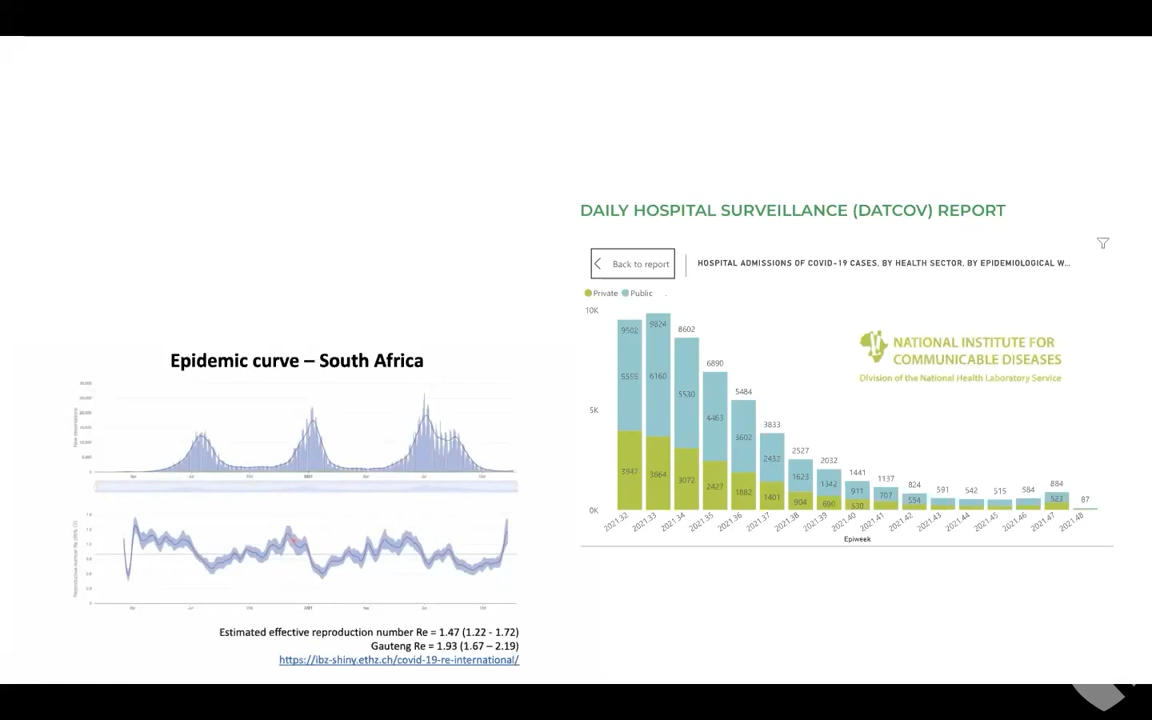 DAILY HOSPITAL SURVEILLANCE (DATCOV) REPORT
Back to report
HOSPITAL ADMISSIONS OF COVID-19 CASES, BY HEALTH SECTOR, BY EPIDEMIOLOGICAL W...
Private Public
10K
5K
0K
NATIONAL INSTITUTE FOR
COMMUNICABLE DISEASES
Division of the National Health Laboratory Service
9502 9824 8602 6890 5484 3833 2527 2032 1441 1137 824 591 542 515 584 884 87
5555 6160 5530 4463 3602 2432 1623 1342 911 707 554 523
3947 3664 3072 2427 1882 1401 904 690 530
2021.32 2021.33 2021.34 2021.35 2021.36 2021.37 2021.38 2021.39 2021.40 2021.41 2021.42 2021.43 2021.44 2021.45 2021.46 2021.47 2021.48
Epiweek
Epidemic curve – South Africa
2021
2021
Estimated effective reproduction number Re = 1.47 (1.22 - 1.72)
Gauteng Re = 1.93 (1.67 – 2.19)
https://ibz-shiny.ethz.ch/covid-19-re-international/